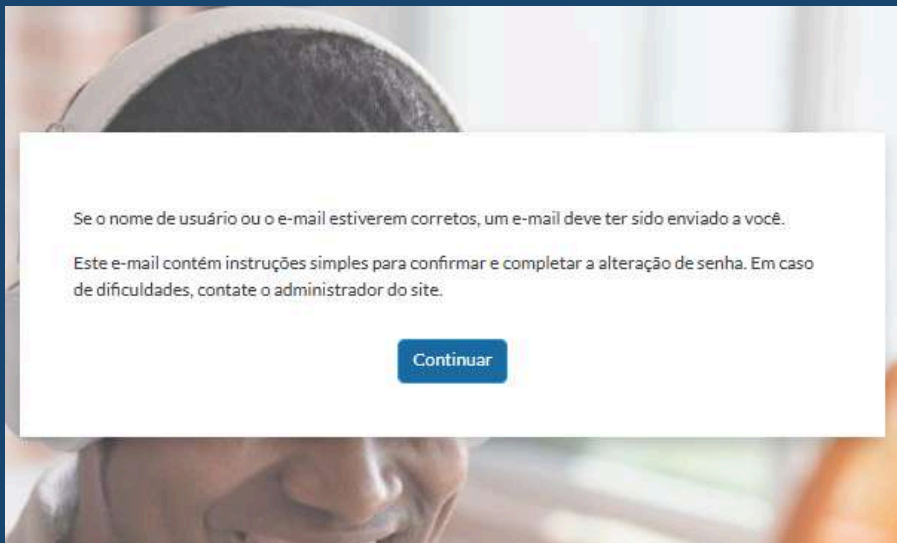 Se o nome de usuário ou o e-mail estiverem corretos, um e-mail deve ter sido enviado a você.
Este e-mail contém instruções simples para confirmar e completar a alteração de senha. Em caso
de dificuldades, contate o administrador do site.
Continuar